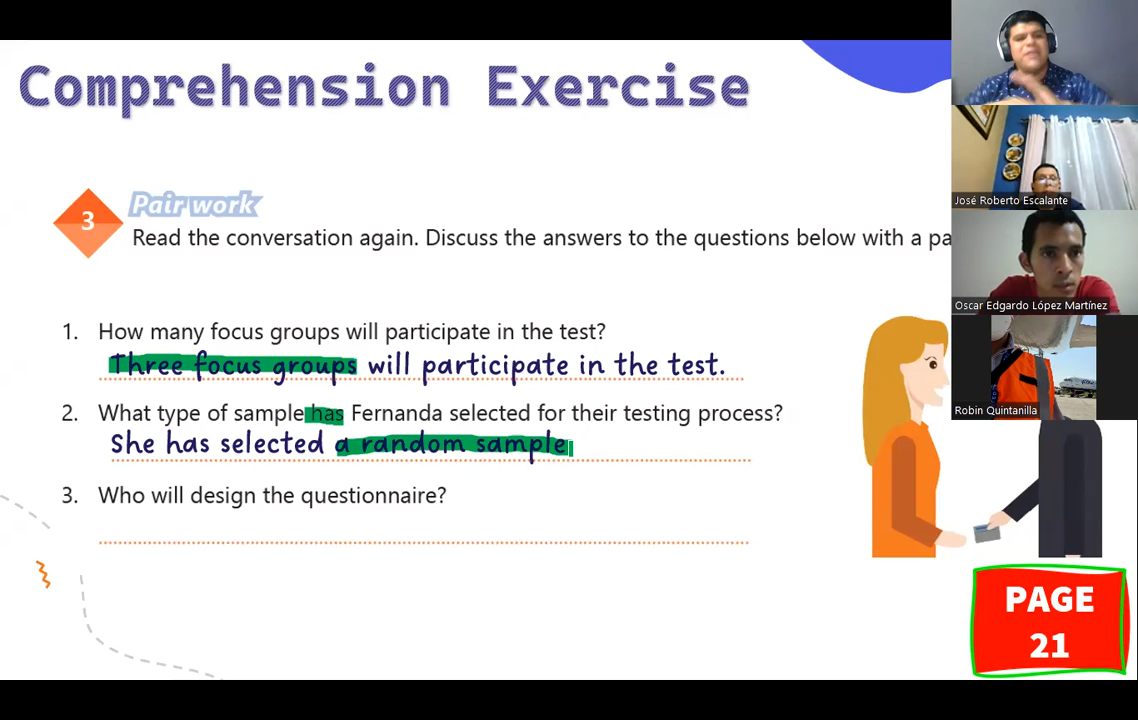 Comprehension Exercise
3
Pair work
Read the conversation again. Discuss the answers to the questions below with a pa
1. How many focus groups will participate in the test?
Three focus groups will participate in the test.
2. What type of sample has Fernanda selected for their testing process?
She has selected a random sample
3. Who will design the questionnaire?
PAGE
21
José Roberto Escalante
Oscar Edgardo López Martínez
Robin Quintanilla